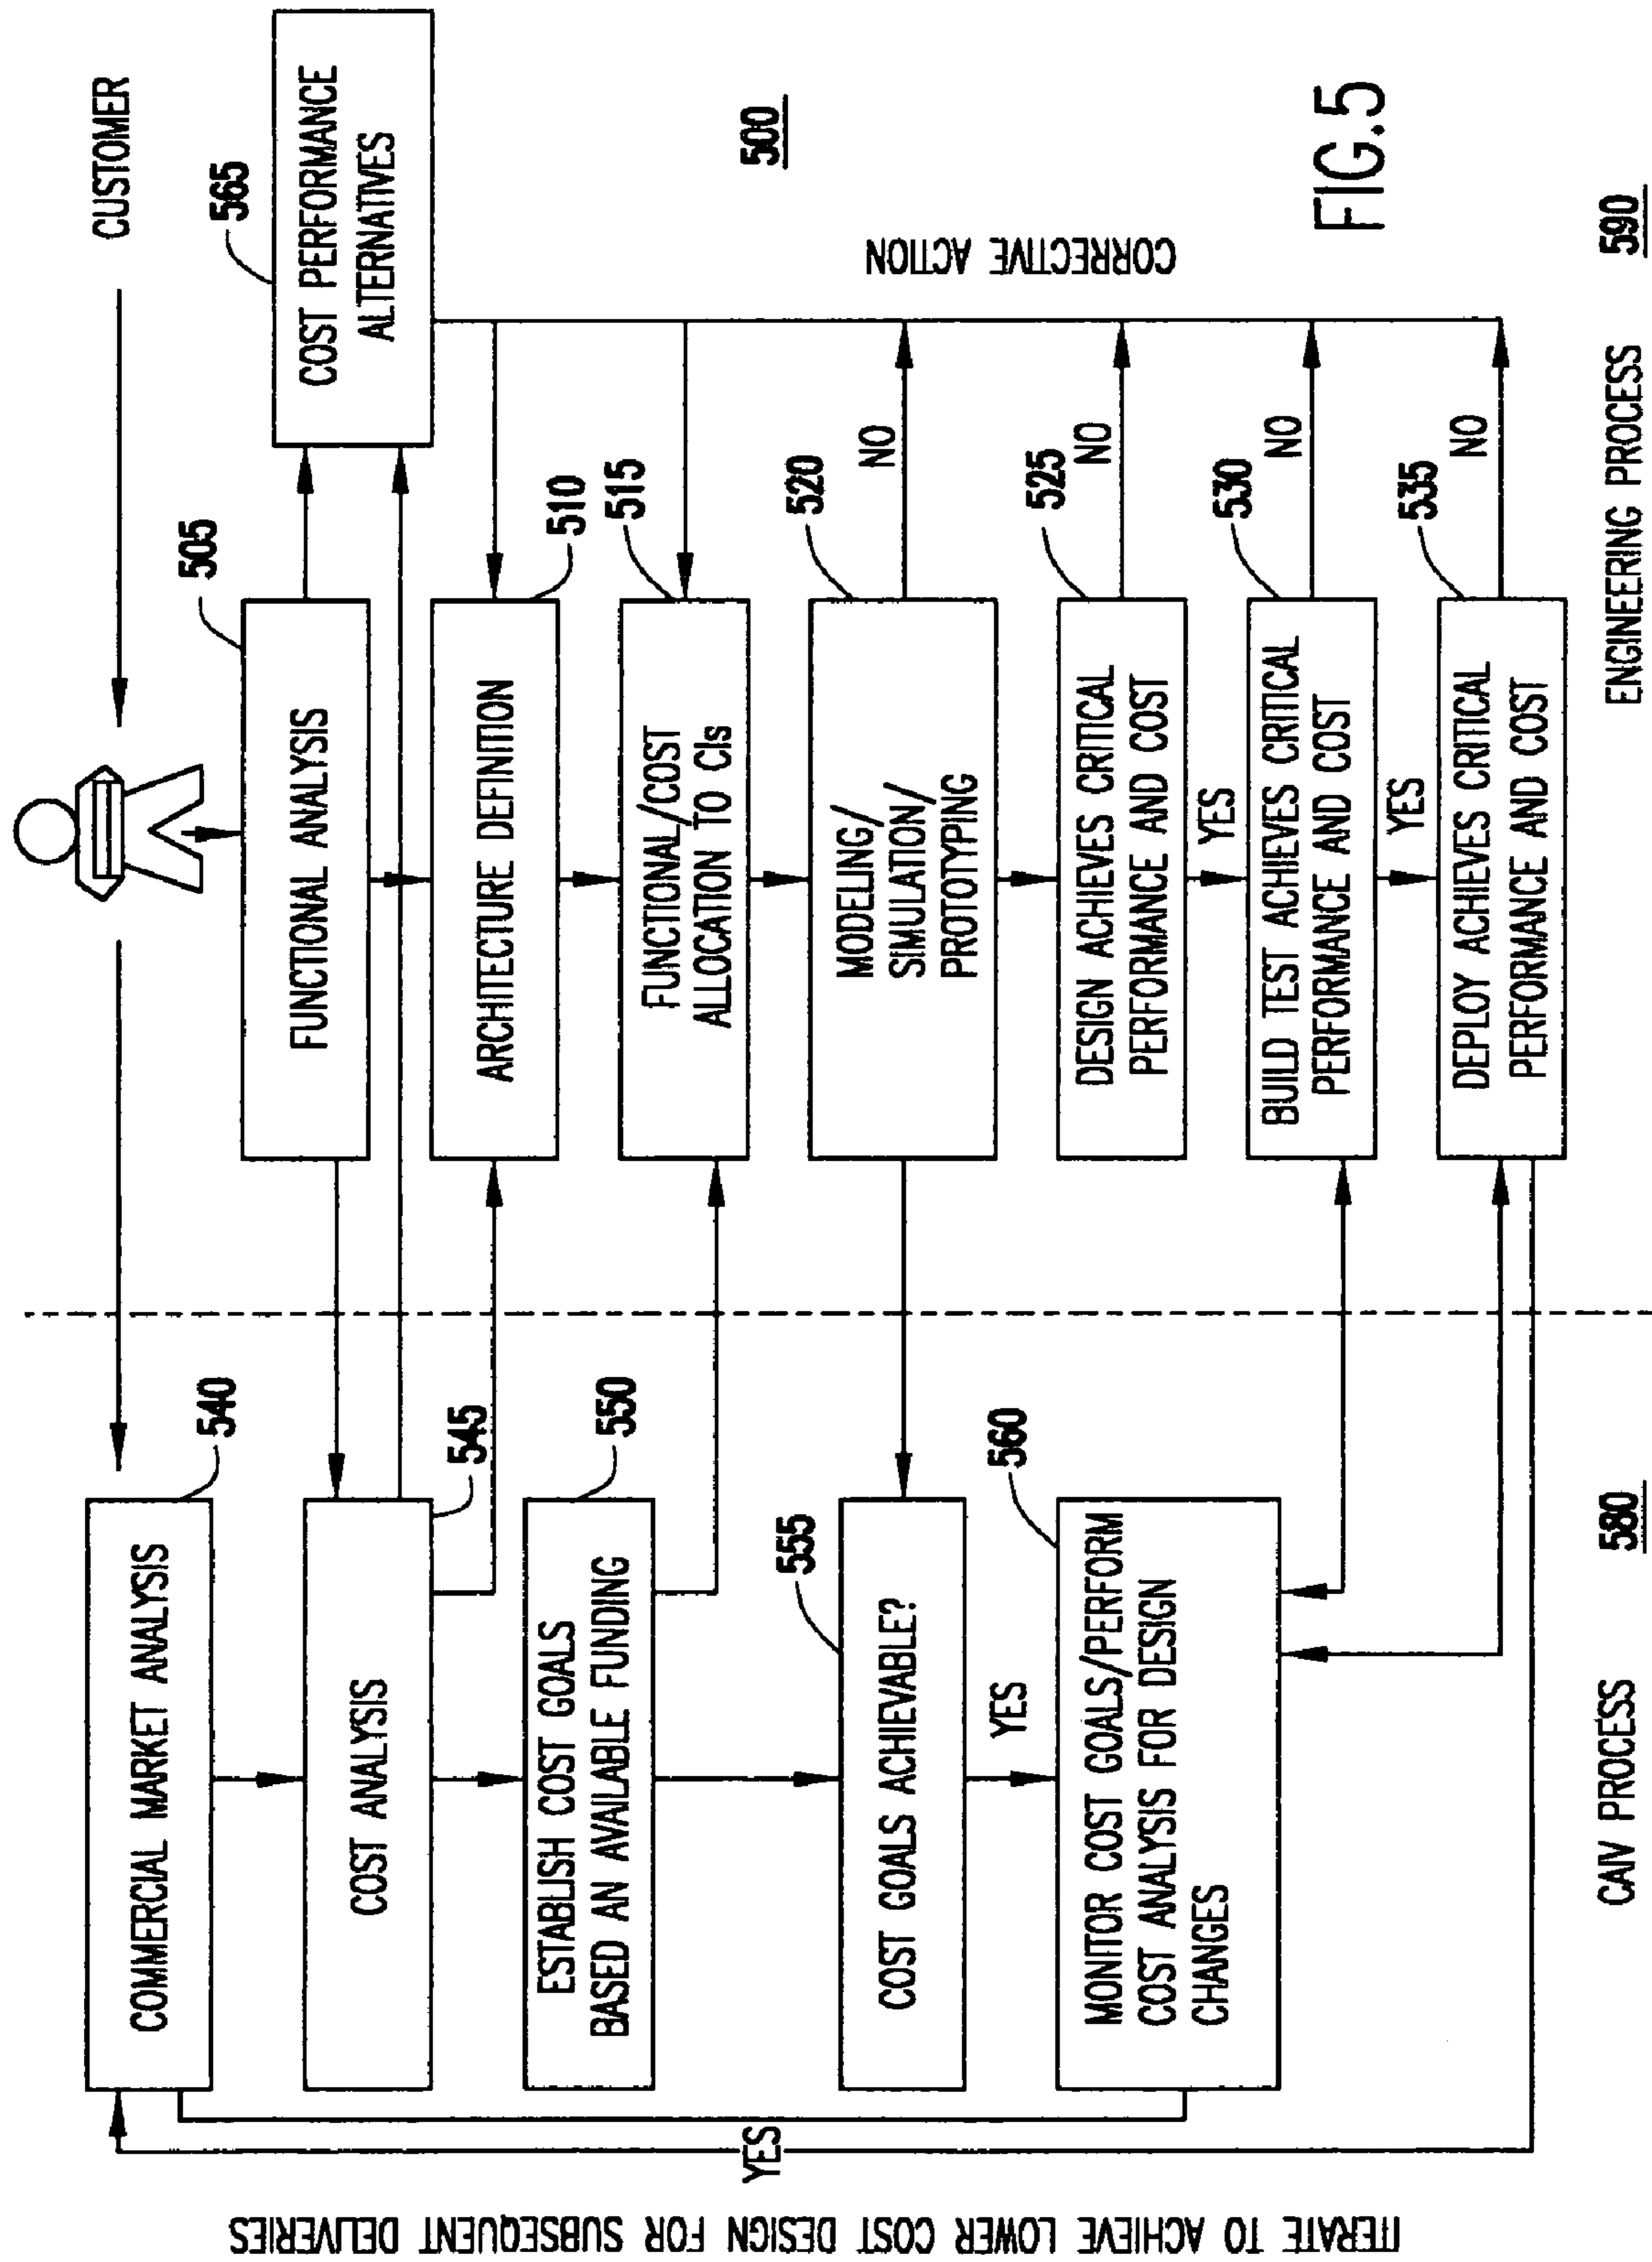 CUSTOMER
540
COMMERCIAL MARKET ANALYSIS
505
FUNCTIONAL ANALYSIS
565
COST PERFORMANCE
ALTERNATIVES
COST ANALYSIS
545
ARCHITECTURE DEFINITION
510
ESTABLISH COST GOALS
BASED AN AVAILABLE FUNDING
550
FUNCTIONAL/COST
ALLOCATION TO CIs
515
555
COST GOALS ACHIEVABLE?
YES
MODELING/
SIMULATION/
PROTOTYPING
520
NO
560
MONITOR COST GOALS/PERFORM
COST ANALYSIS FOR DESIGN
CHANGES
DESIGN ACHIEVES CRITICAL
PERFORMANCE AND COST
525
NO
YES
BUILD TEST ACHIEVES CRITICAL
PERFORMANCE AND COST
530
NO
YES
DEPLOY ACHIEVES CRITICAL
PERFORMANCE AND COST
535
NO
CORRECTIVE ACTION
500
YES
ITERATE TO ACHIEVE LOWER COST DESIGN FOR SUBSEQUENT DELIVERIES
CAIV PROCESS
580
ENGINEERING PROCESS
590
FIG.5